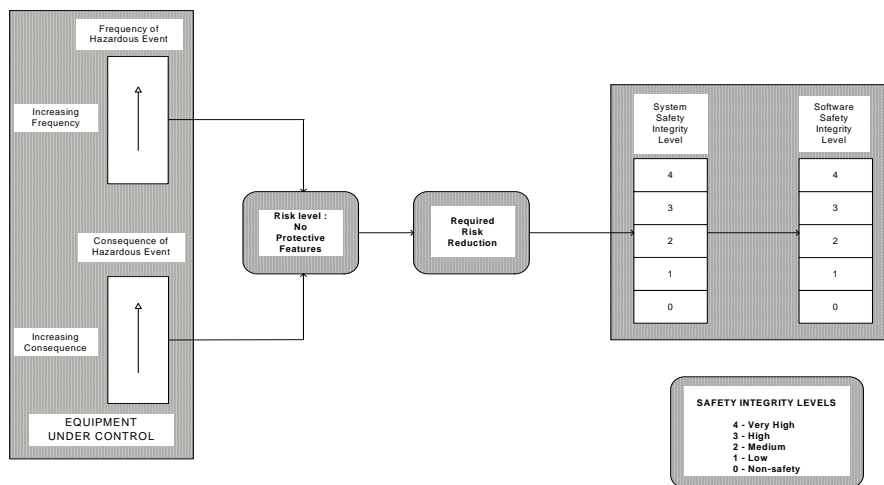 Frequency of
Hazardous Event
Increasing
Frequency
Consequence of
Hazardous Event
Increasing
Consequence
EQUIPMENT
UNDER CONTROL
Risk level :
No
Protective
Features
Required
Risk
Reduction
System
Safety
Integrity
Level
4
3
2
1
0
Software
Safety
Integrity
Level
4
3
2
1
0
SAFETY INTEGRITY LEVELS
4 - Very High
3 - High
2 - Medium
1 - Low
0 - Non-safety